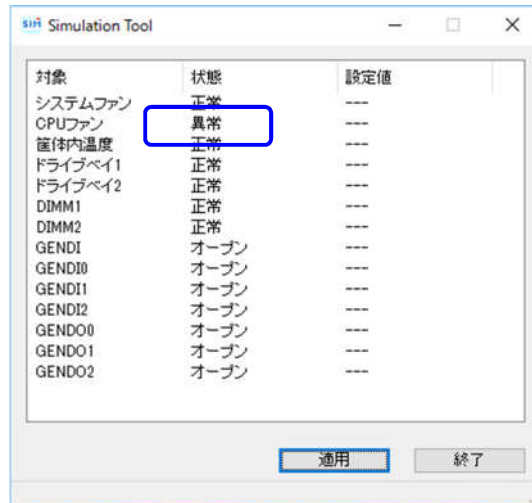 SIM Simulation Tool
対象 状態 設定値
システムファン 正常 ---
CPUファン 異常 ---
筐体内温度 正常 ---
ドライブベイ1 正常 ---
ドライブベイ2 正常 ---
DIMM1 正常 ---
DIMM2 正常 ---
GENDI オープン ---
GENDI0 オープン ---
GENDI1 オープン ---
GENDI2 オープン ---
GENDO0 オープン ---
GENDO1 オープン ---
GENDO2 オープン ---
適用 終了